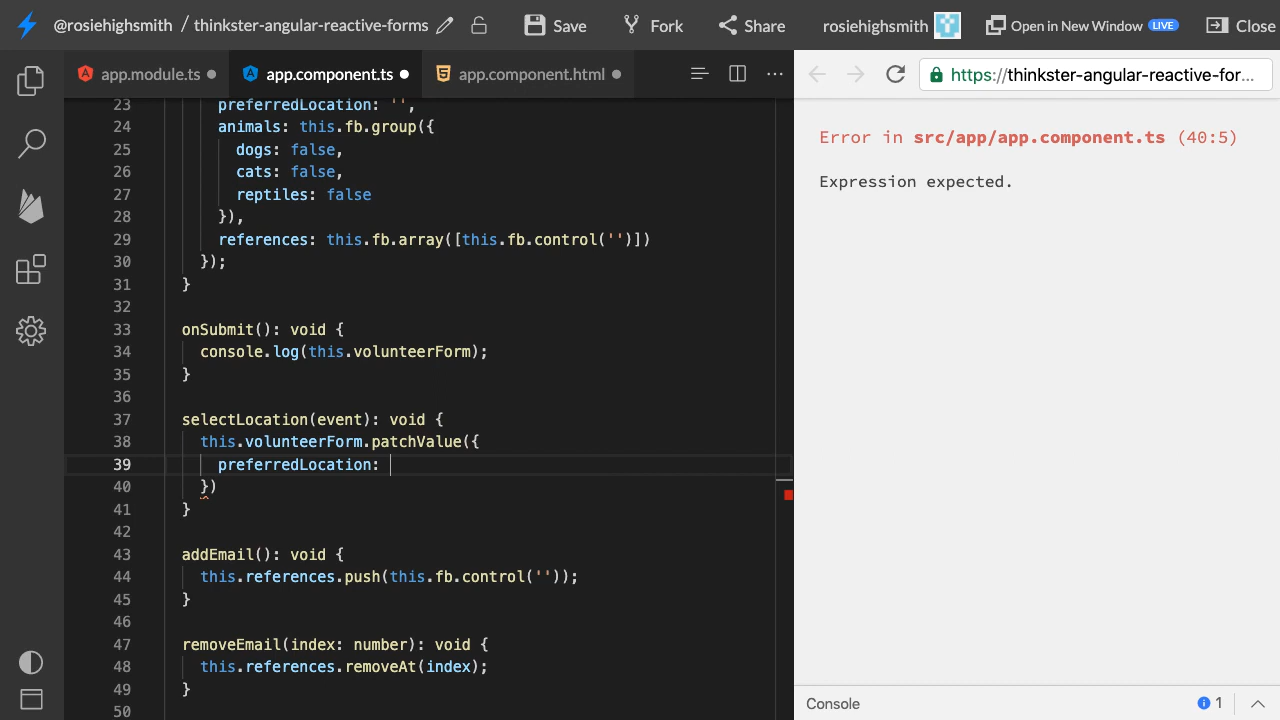 @rosiehighsmith / thinkster-angular-reactive-forms Save Fork Share rosiehighsmith Open in New Window LIVE Close
app.module.ts app.component.ts app.component.html
https://thinkster-angular-reactive-for...
23 preferredLocation: '',
24 animals: this.fb.group({
25 dogs: false,
26 cats: false,
27 reptiles: false
28 }),
29 references: this.fb.array([this.fb.control('')])
30 });
31 }
32
33 onSubmit(): void {
34 console.log(this.volunteerForm);
35 }
36
37 selectLocation(event): void {
38 this.volunteerForm.patchValue({
39 preferredLocation:
40 })
41 }
42
43 addEmail(): void {
44 this.references.push(this.fb.control(''));
45 }
46
47 removeEmail(index: number): void {
48 this.references.removeAt(index);
49 }
50
Error in src/app/app.component.ts (40:5)
Expression expected.
Console 1